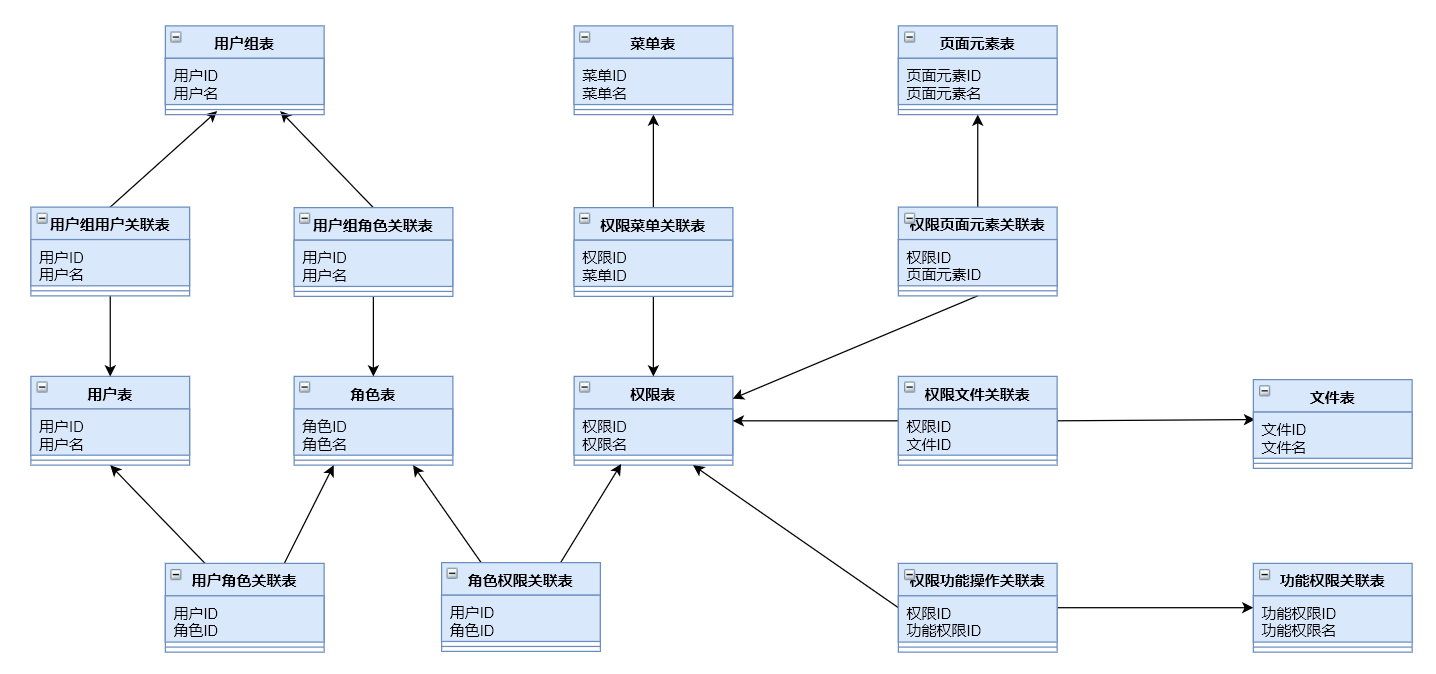 用户组表
用户ID
用户名
菜单表
菜单ID
菜单名
页面元素表
页面元素ID
页面元素名
用户组用户关联表
用户ID
用户名
用户组角色关联表
用户ID
用户名
权限菜单关联表
权限ID
菜单ID
权限页面元素关联表
权限ID
页面元素ID
用户表
用户ID
用户名
角色表
角色ID
角色名
权限表
权限ID
权限名
权限文件关联表
权限ID
文件ID
文件表
文件ID
文件名
用户角色关联表
用户ID
角色ID
角色权限关联表
用户ID
角色ID
权限功能操作关联表
权限ID
功能权限ID
功能权限关联表
功能权限ID
功能权限名